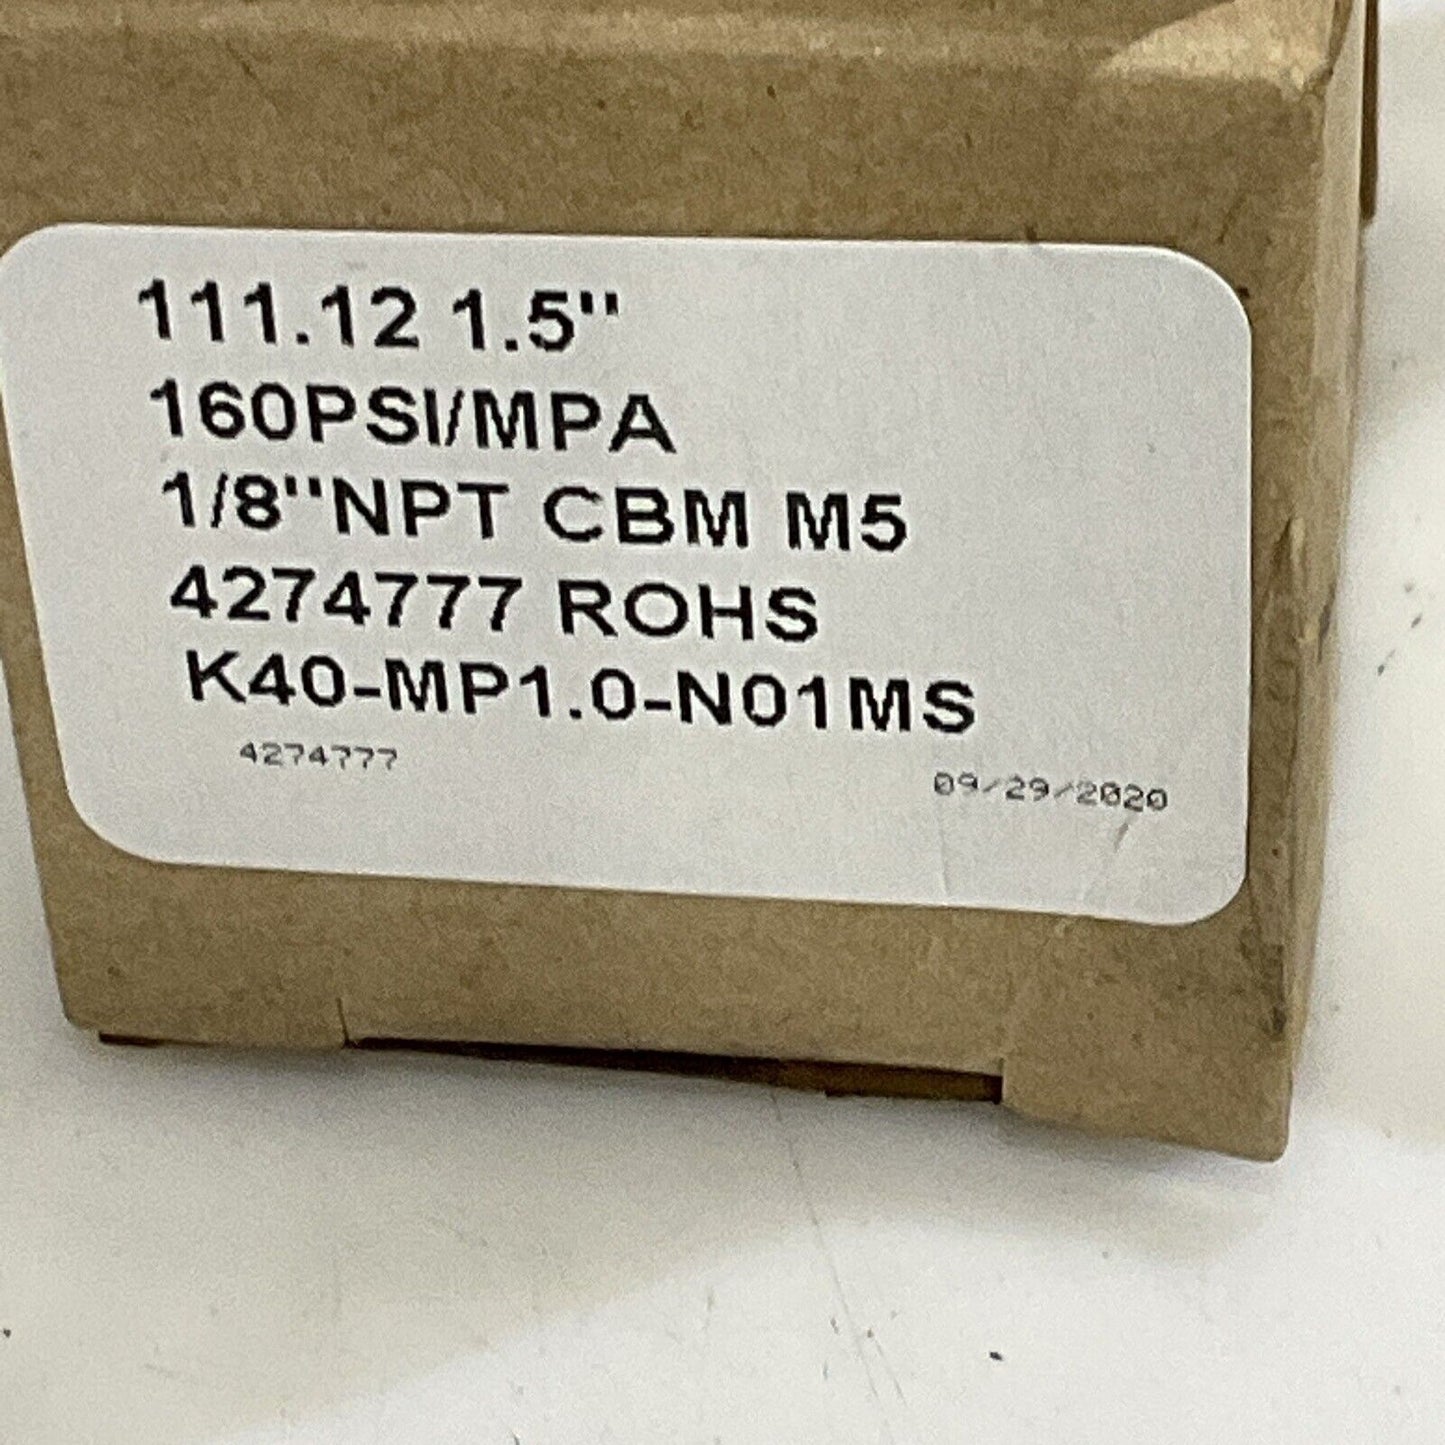 111.12 1.5"
160PSI/MPA
1/8"NPT CBM M5
4274777 ROHS
K40-MP1.0-N01MS
4274777 09/29/2020